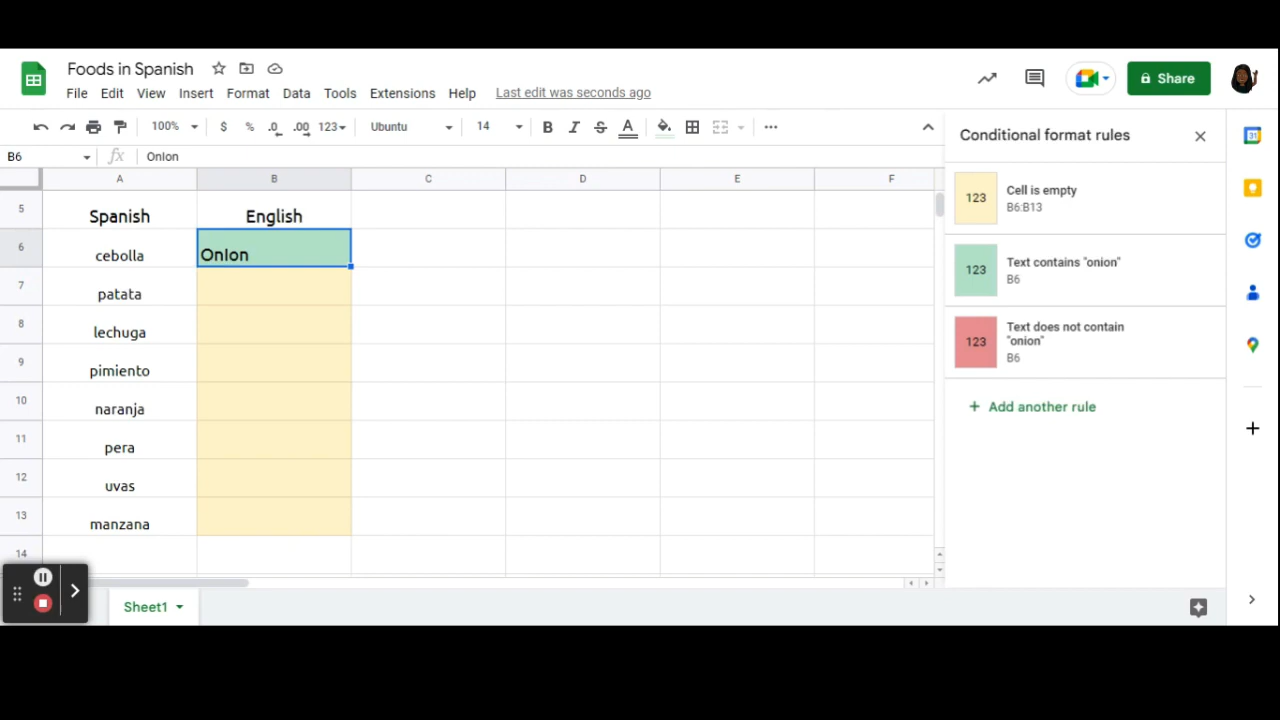 Foods in Spanish
File Edit View Insert Format Data Tools Extensions Help Last edit was seconds ago
Share
100% $ % .0 .00 123 Ubuntu 14 B I S A
Conditional format rules
B6 fx Onion
A B C D E F
5 Spanish English
6 cebolla Onion
7 patata
8 lechuga
9 pimiento
10 naranja
11 pera
12 uvas
13 manzana
14
123 Cell is empty
B6:B13
123 Text contains "onion"
B6
123 Text does not contain
"onion"
B6
+ Add another rule
Sheet1
31